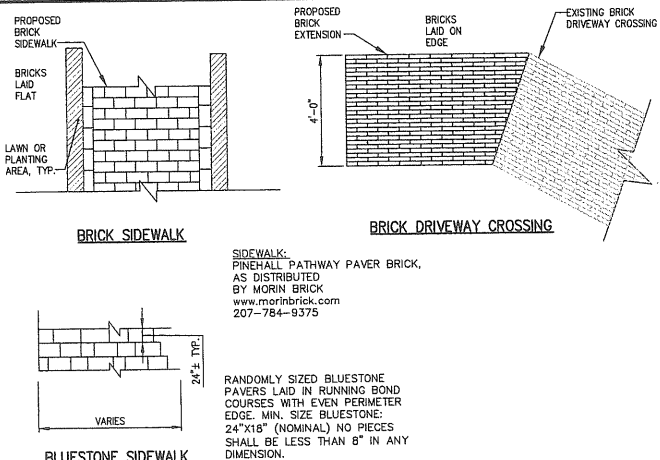 PROPOSED
BRICK
SIDEWALK
BRICKS
LAID
FLAT
LAWN OR
PLANTING
AREA, TYP.
BRICK SIDEWALK
PROPOSED
BRICK
EXTENSION
BRICKS
LAID ON
EDGE
EXISTING BRICK
DRIVEWAY CROSSING
4'-0"
BRICK DRIVEWAY CROSSING
SIDEWALK:
PINEHALL PATHWAY PAVER BRICK,
AS DISTRIBUTED
BY MORIN BRICK
www.morinbrick.com
207-784-9375
24"± TYP.
VARIES
BLUESTONE SIDEWALK
RANDOMLY SIZED BLUESTONE
PAVERS LAID IN RUNNING BOND
COURSES WITH EVEN PERIMETER
EDGE. MIN. SIZE BLUESTONE:
24"X18" (NOMINAL) NO PIECES
SHALL BE LESS THAN 8" IN ANY
DIMENSION.